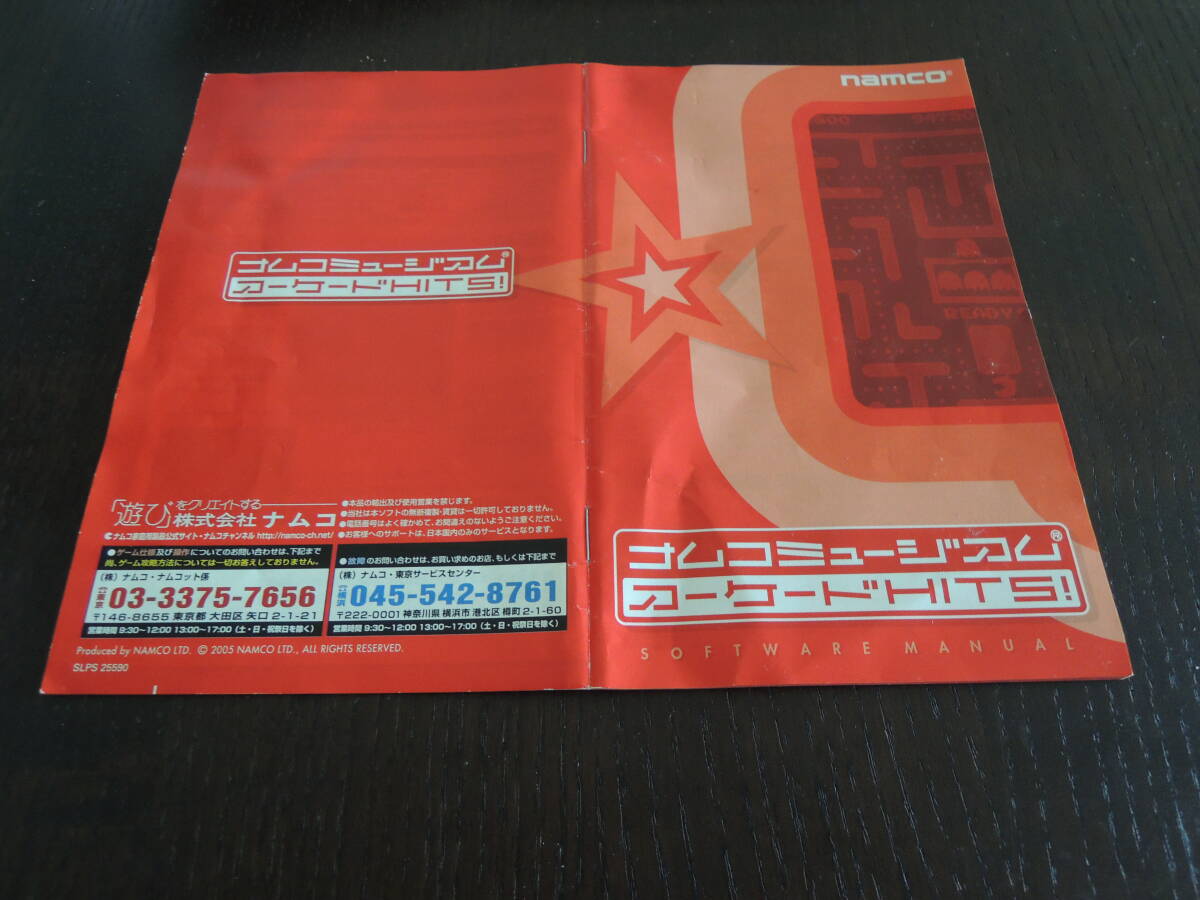 ナムコミュージアム®
アーケードHITS!
「遊び」をクリエイトする
株式会社ナムコ
ナムコ家庭用製品公式サイト・ナムコチャンネル http://namco-ch.net/
●本品の輸出及び使用営業を禁じます。
●当社は本ソフトの無断複製・賃貸は一切許可しておりません。
●電話番号はよく確かめて、お間違えのないようご注意ください。
●お客様へのサポートは、日本国内のみのサービスとなります。
●ゲーム仕様及び操作についてのお問い合わせは、下記まで
尚、ゲーム攻略方法については一切お答えしておりません。
(株)ナムコ・ナムコット係
東京 03-3375-7656
〒146-8655 東京都 大田区 矢口 2-1-21
営業時間 9:30～12:00 13:00～17:00(土・日・祝祭日を除く)
●故障のお問い合わせは、お買い求めのお店、もしくは下記まで
(株)ナムコ・東京サービスセンター
横浜 045-542-8761
〒222-0001 神奈川県 横浜市 港北区 樽町 2-1-60
営業時間 9:30～12:00 13:00～17:00(土・日・祝祭日を除く)
Produced by NAMCO LTD. © 2005 NAMCO LTD., ALL RIGHTS RESERVED.
SLPS 25590
namco®
READY!
3
ナムコミュージアム®
アーケードHITS!
SOFTWARE MANUAL